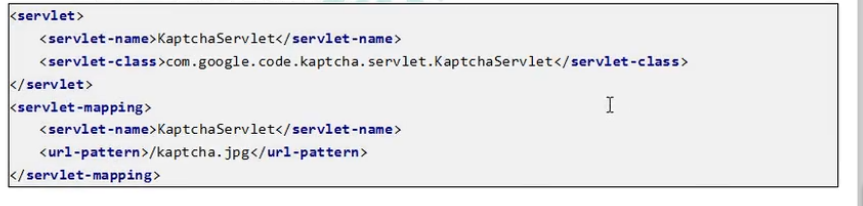 <servlet>
    <servlet-name>KaptchaServlet</servlet-name>
    <servlet-class>com.google.code.kaptcha.servlet.KaptchaServlet</servlet-class>
</servlet>
<servlet-mapping>
    <servlet-name>KaptchaServlet</servlet-name>
    <url-pattern>/kaptcha.jpg</url-pattern>
</servlet-mapping>